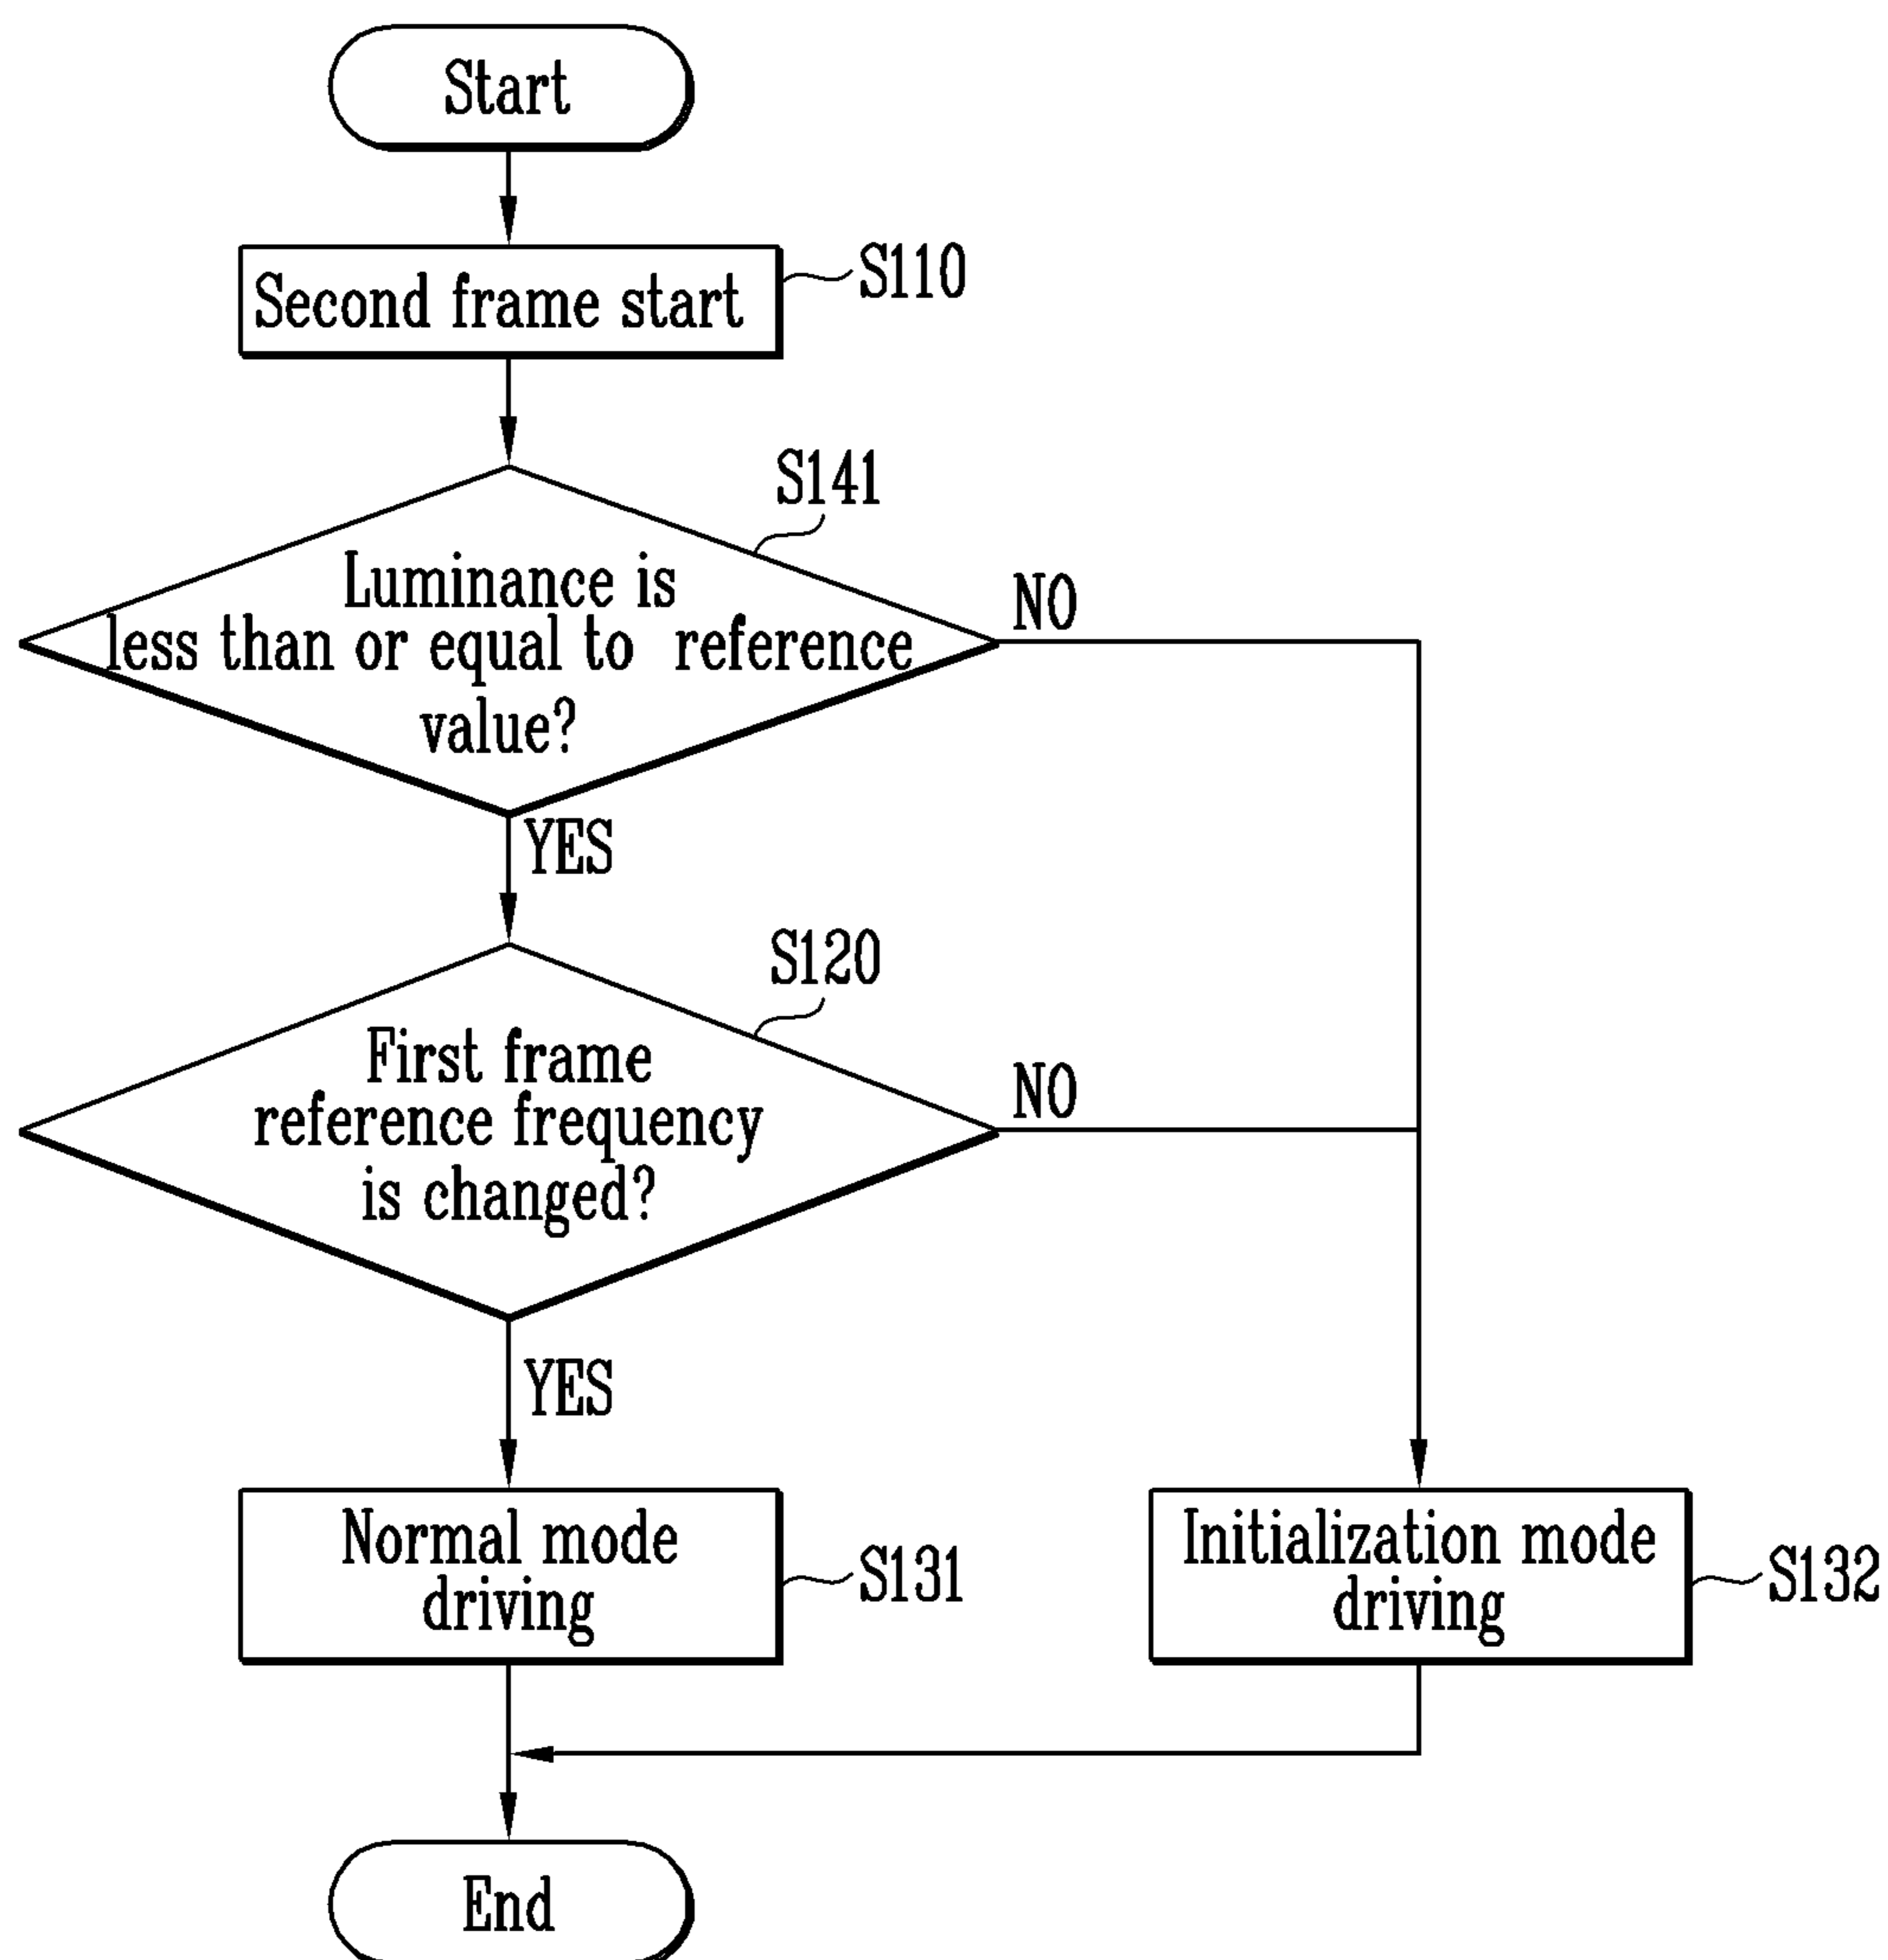 Start
Second frame start
S110
S141
Luminance is
less than or equal to reference
value?
NO
YES
S120
First frame
reference frequency
is changed?
NO
YES
Normal mode
driving
S131
Initialization mode
driving
S132
End